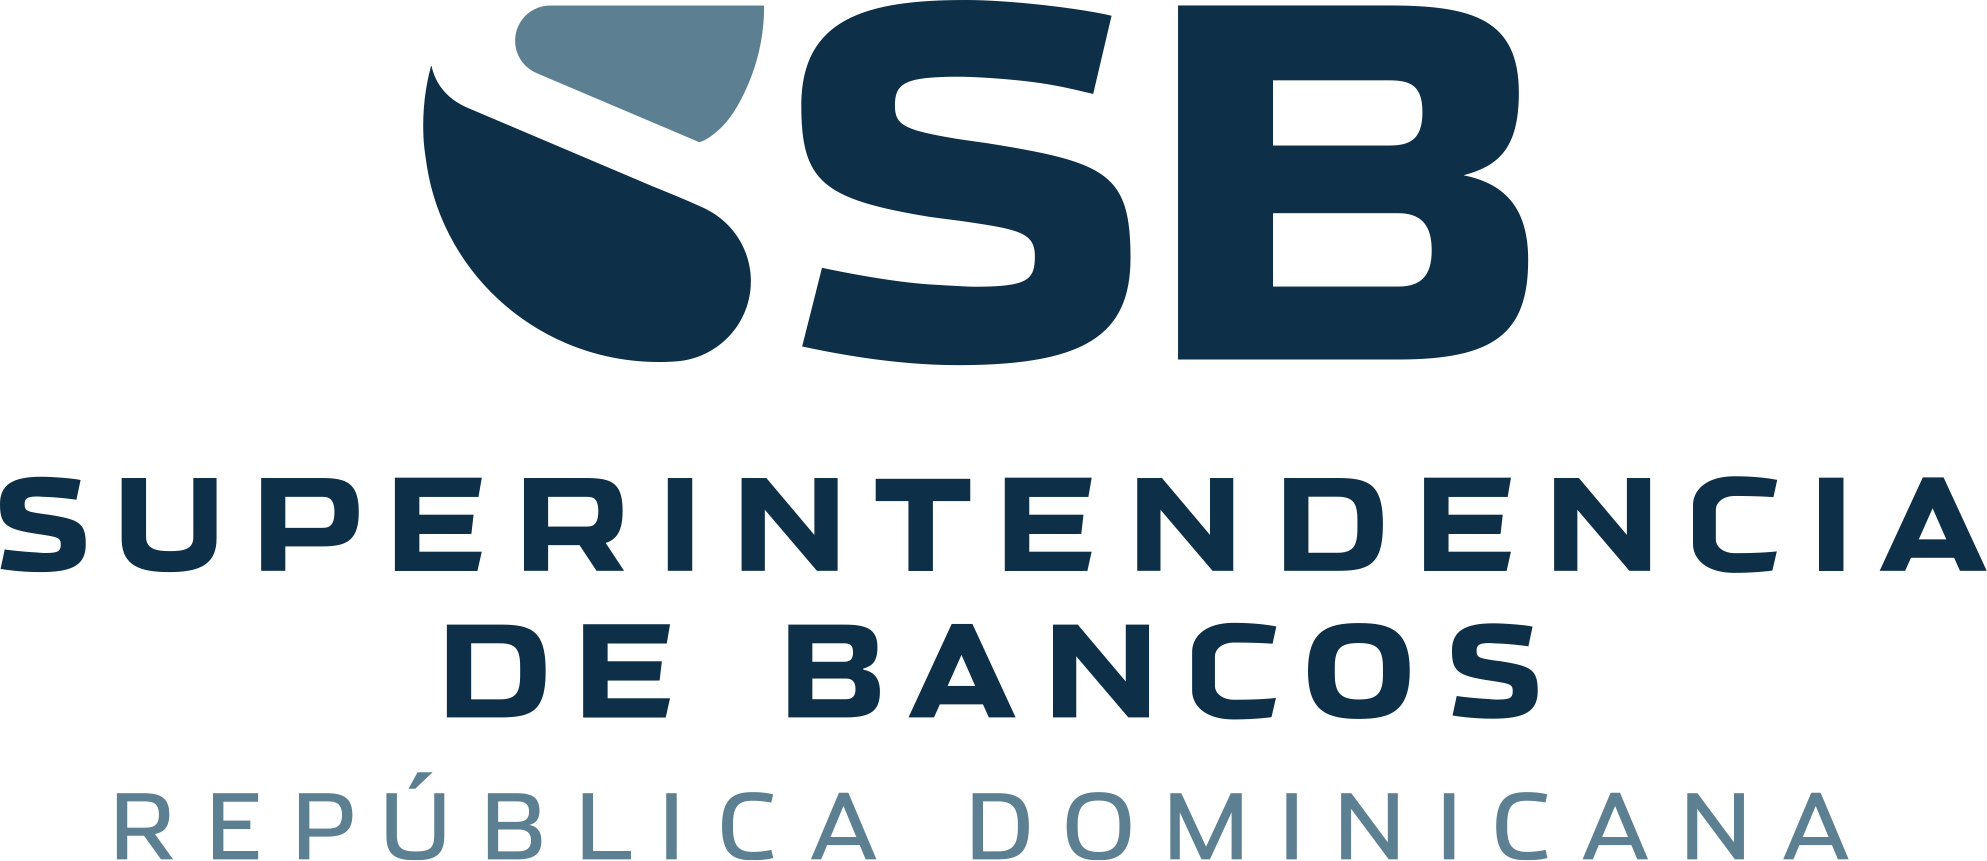 SB
SUPERINTENDENCIA
DE BANCOS
REPÚBLICA DOMINICANA